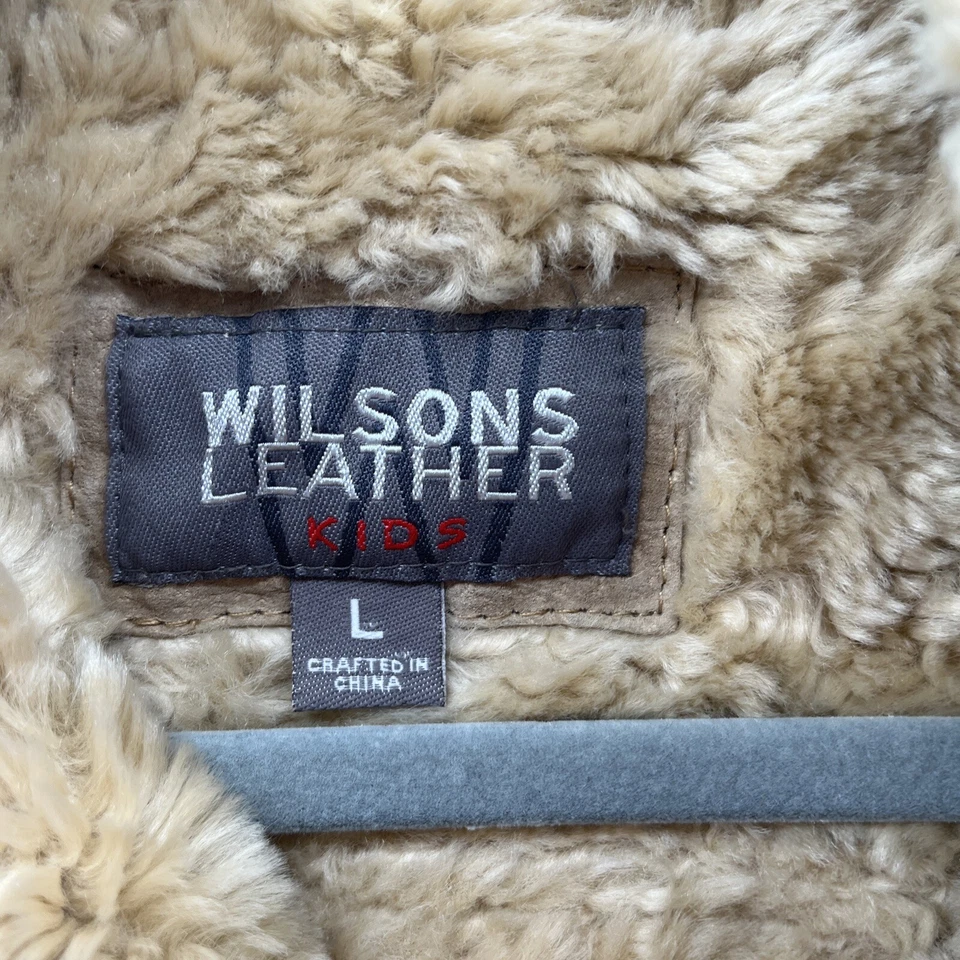 WILSONS
LEATHER
KIDS
L
CRAFTED IN
CHINA